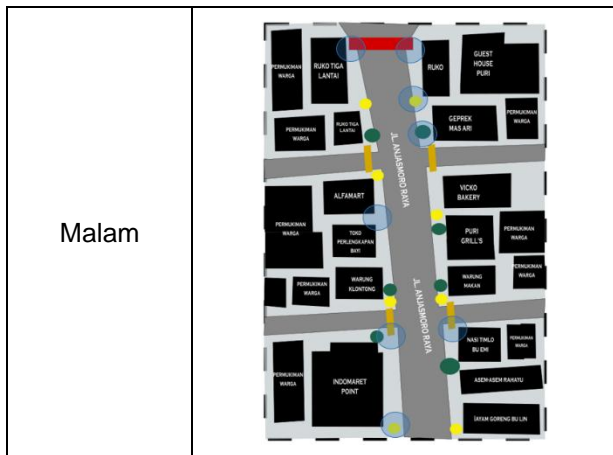 Malam
PERMUKIMAN
WARGA
RUKO TIGA
LANTAI
RUKO
GUEST
HOUSE
PURI
PERMUKIMAN
WARGA
RUKO TIGA
LANTAI
GEPREK
MAS ARI
PERMUKIMAN
WARGA
JL. ANJASMORO RAYA
ALFAMART
VICKO
BAKERY
PERMUKIMAN
WARGA
TOKO
PERLENGKAPAN
BAYI
PURI
GRILL'S
PERMUKIMAN
WARGA
PERMUKIMAN
WARGA
WARUNG
KLONTONG
WARUNG
MAKAN
PERMUKIMAN
WARGA
JL. ANJASMORO RAYA
NASI TIMLO
BU EMI
PERMUKIMAN
WARGA
PERMUKIMAN
WARGA
INDOMARET
POINT
ASEM-ASEM RAHAYU
AYAM GORENG BU LIN